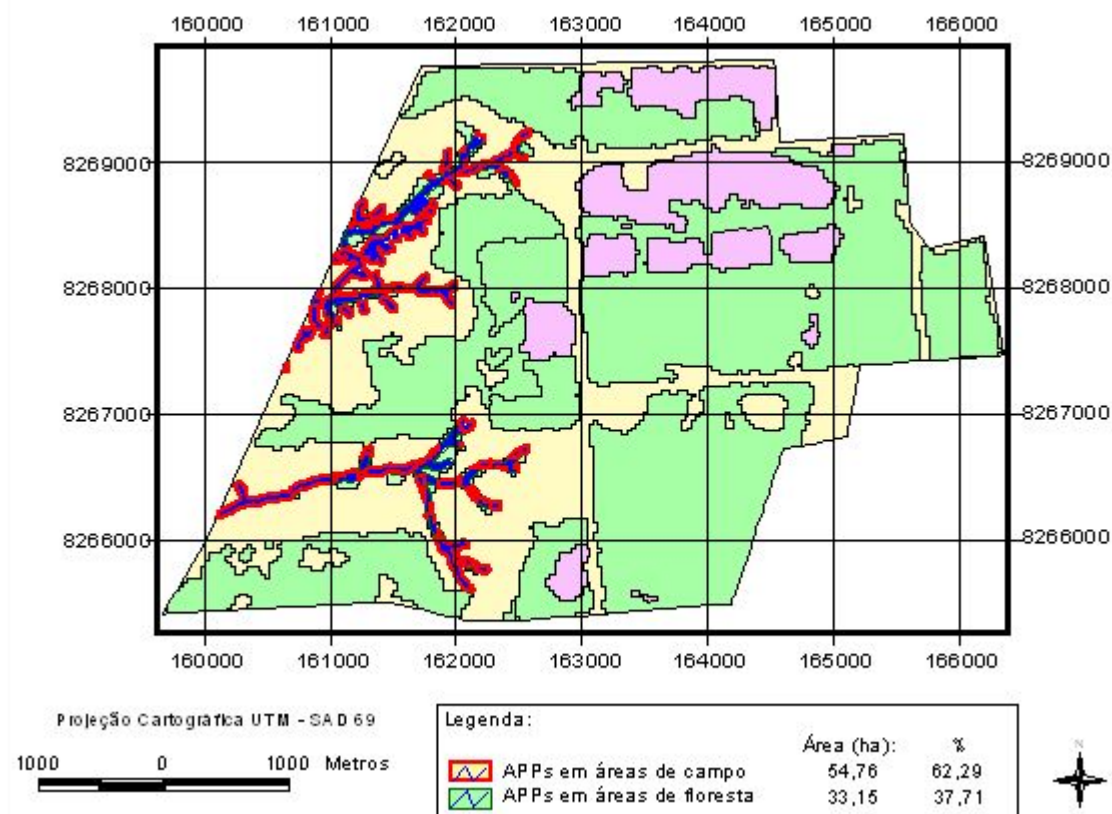 160000 161000 162000 163000 164000 165000 166000
8269000 8269000
8268000 8268000
8267000 8267000
8266000 8266000
160000 161000 162000 163000 164000 165000 166000
Projeção Cartográfica UTM - SAD 69
1000 0 1000 Metros
Legenda:
Área (ha): %
APPs em áreas de campo 54,76 62,29
APPs em áreas de floresta 33,15 37,71
N